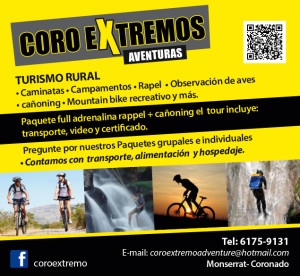 CORO EXTREMOS
AVENTURAS
TURISMO RURAL
• Caminatas • Campamentos • Rapel • Observación de aves
• cañoning • Mountain bike recreativo y más.
Paquete full adrenalina rappel + cañoning el tour incluye:
transporte, video y certificado.
Pregunte por nuestros Paquetes grupales e individuales
• Contamos con transporte, alimentación y hospedaje.
Tel: 6175-9131
E-mail: coroextremoadventure@hotmail.com
f coroextremo
Monserrat- Coronado